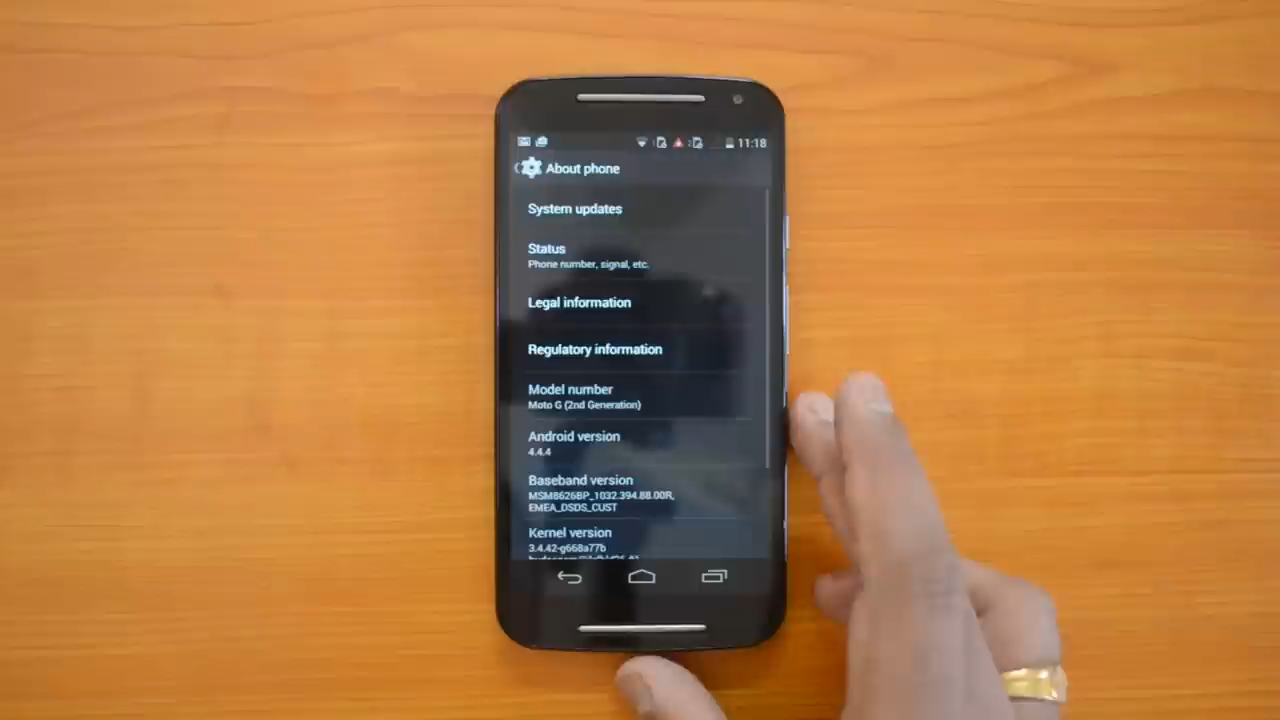 11:18
About phone
System updates
Status
Phone number, signal, etc.
Legal information
Regulatory information
Model number
Moto G (2nd Generation)
Android version
4.4.4
Baseband version
MSM8626BP_1032.394.88.00R,
EMEA_DSDS_CUST
Kernel version
3.4.42-g668a77b